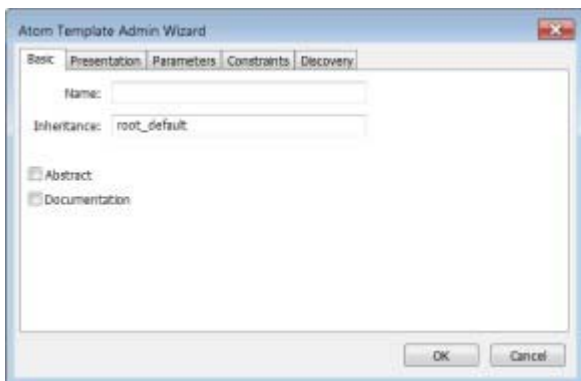 Atom Template Admin Wizard
Basic Presentation Parameters Constraints Discovery
Name:
Inheritance: root_default
Abstract
Documentation
OK Cancel